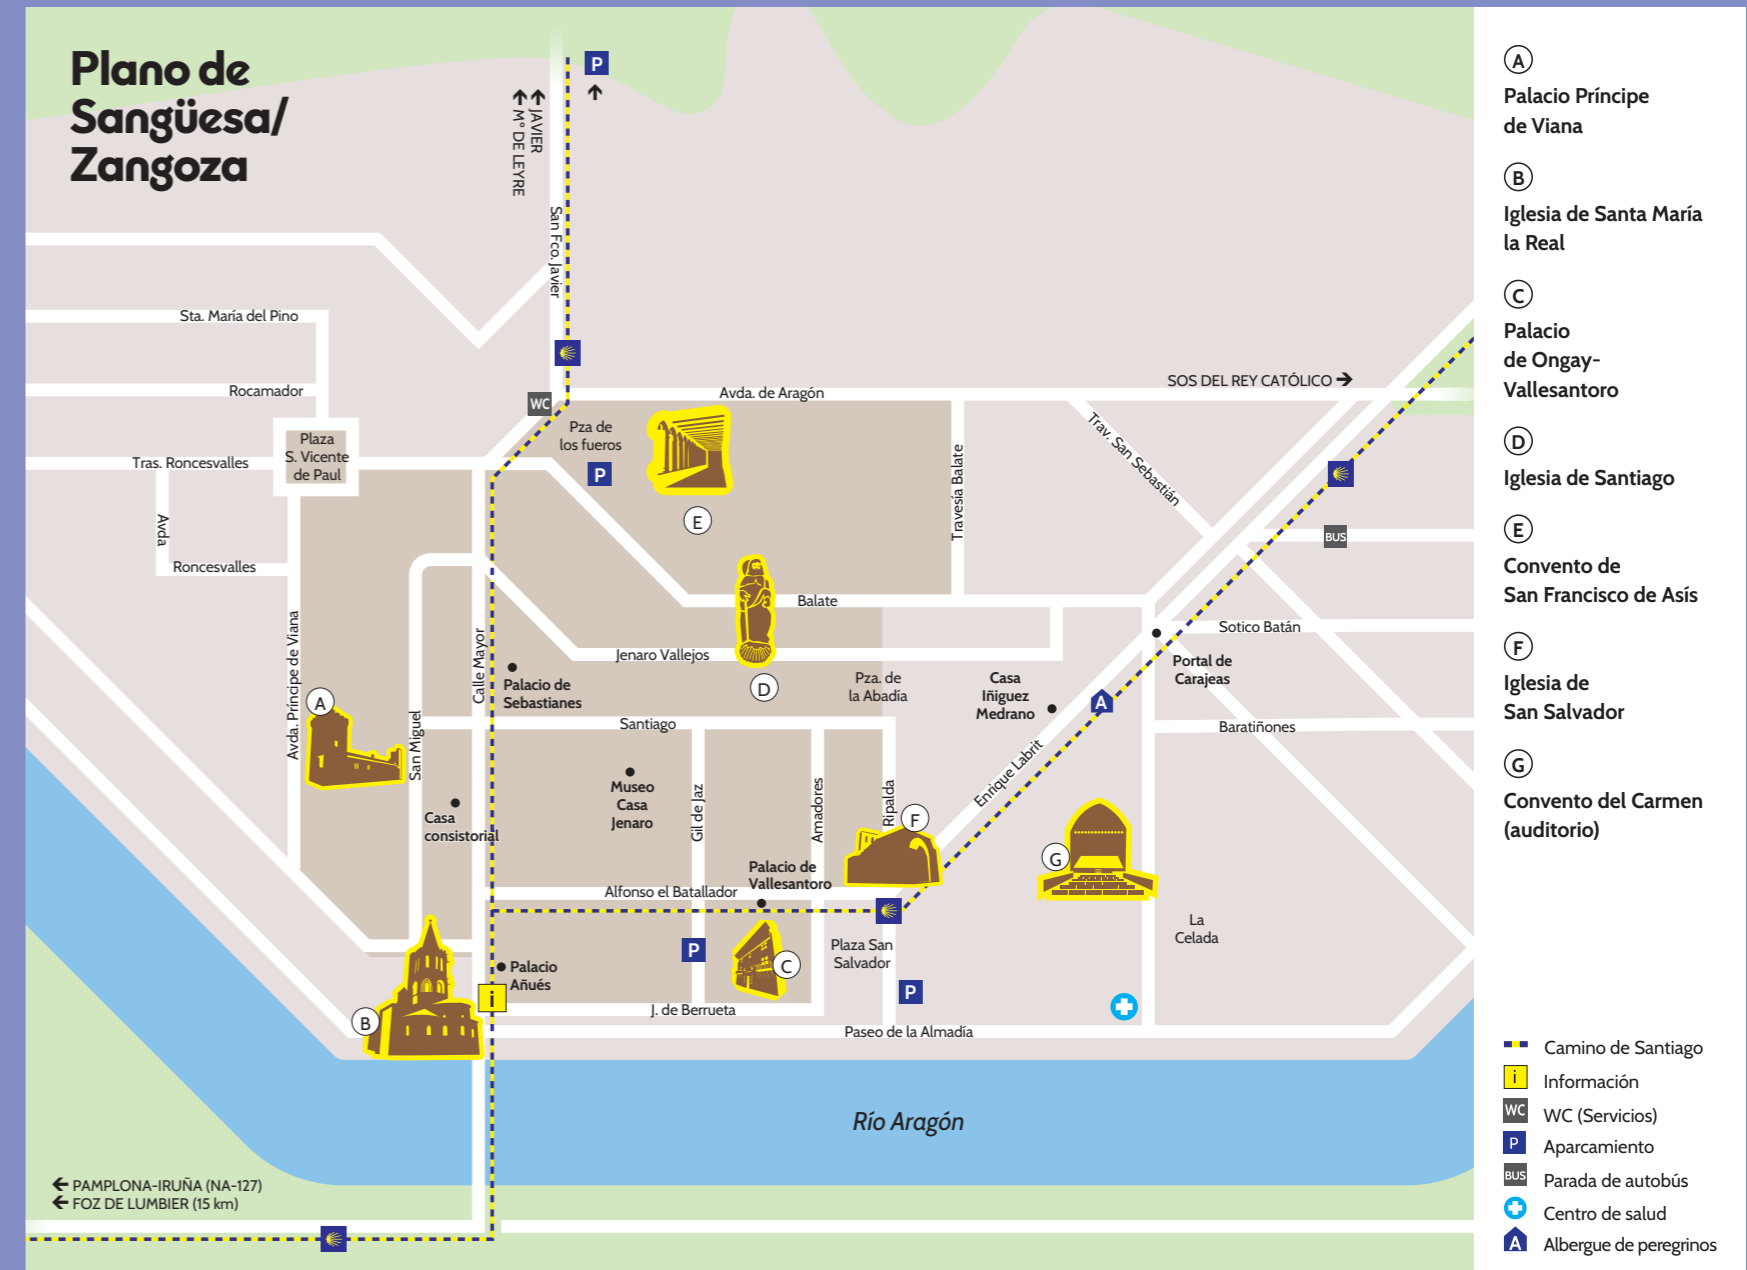 Plano de
Sangüesa/
Zangoza
P
JAVIER
Mº DE LEYRE
San Fco. Javier
Sta. María del Pino
Rocamador
WC
Avda. de Aragón
SOS DEL REY CATÓLICO
Pza de
los fueros
P
Plaza
S. Vicente
de Paul
Tras. Roncesvalles
Trav. San Sebastián
Travesía Balate
E
BUS
Avda
Roncesvalles
Balate
Sotico Batán
Avda. Príncipe de Viana
Calle Mayor
Jenaro Vallejos
Portal de
Carajeas
Palacio de
Sebastianes
D
Pza. de
la Abadía
Casa
Iñiguez
Medrano
A
A
San Miguel
Santiago
Baratiñones
Enrique Labrit
Museo
Casa
Jenaro
Gil de Jaz
Amadores
Ripalda
Casa
consistorial
F
G
Palacio de
Vallesantoro
Alfonso el Batallador
La
Celada
P
C
Plaza San
Salvador
Palacio
Añués
i
P
B
J. de Berrueta
Paseo de la Almadía
Río Aragón
PAMPLONA-IRUÑA (NA-127)
FOZ DE LUMBIER (15 km)
A
Palacio Príncipe
de Viana
B
Iglesia de Santa María
la Real
C
Palacio
de Ongay-
Vallesantoro
D
Iglesia de Santiago
E
Convento de
San Francisco de Asís
F
Iglesia de
San Salvador
G
Convento del Carmen
(auditorio)
Camino de Santiago
i Información
WC WC (Servicios)
P Aparcamiento
BUS Parada de autobús
Centro de salud
A Albergue de peregrinos